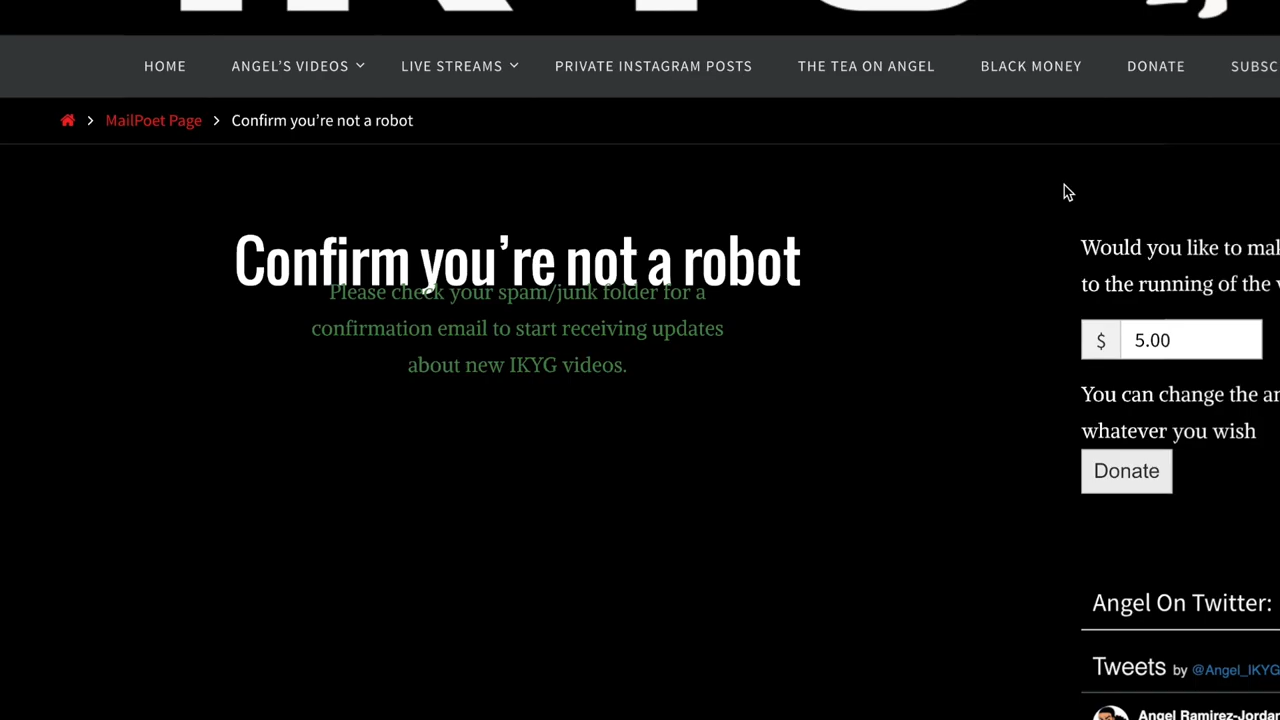 HOME ANGEL'S VIDEOS LIVE STREAMS PRIVATE INSTAGRAM POSTS THE TEA ON ANGEL BLACK MONEY DONATE
MailPoet Page Confirm you're not a robot
Confirm you're not a robot
Please check your spam/junk folder for a
confirmation email to start receiving updates
about new IKYG videos.
Would you like to
to the running of the
$ 5.00
You can change the
whatever you wish
Donate
Angel On Twitter:
Tweets by @Angel_IKYG
Angel Ramirez-Jordan